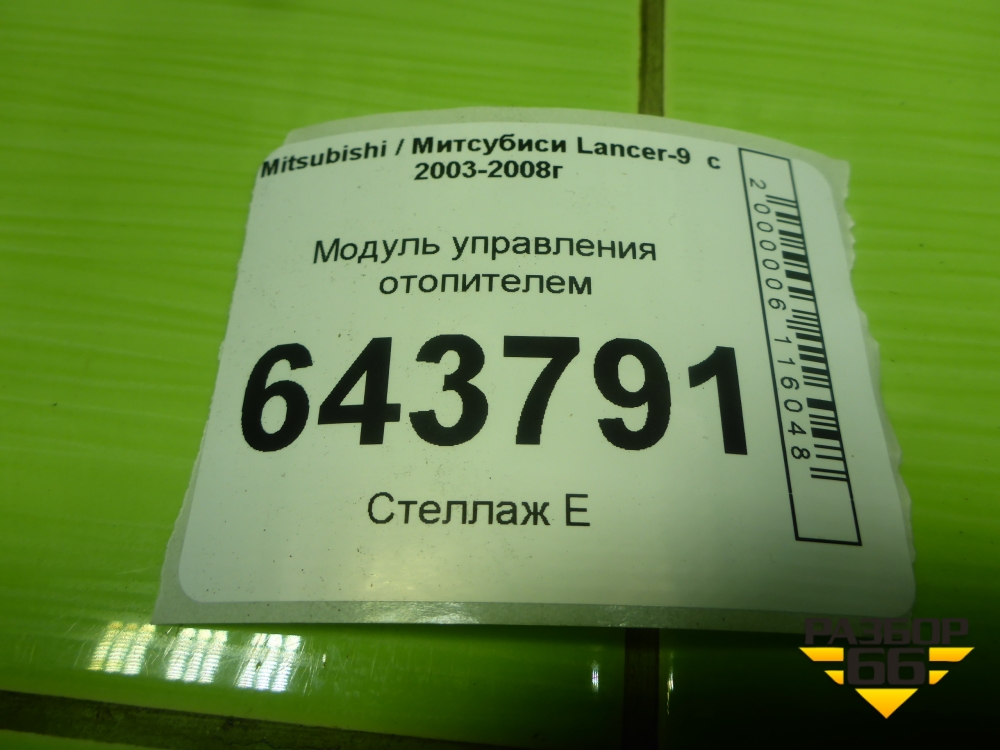 Mitsubishi / Митсубиси Lancer-9 с
2003-2008г
Модуль управления
отопителем
643791
Стеллаж Е
2000006116048
РАЗБОР
66